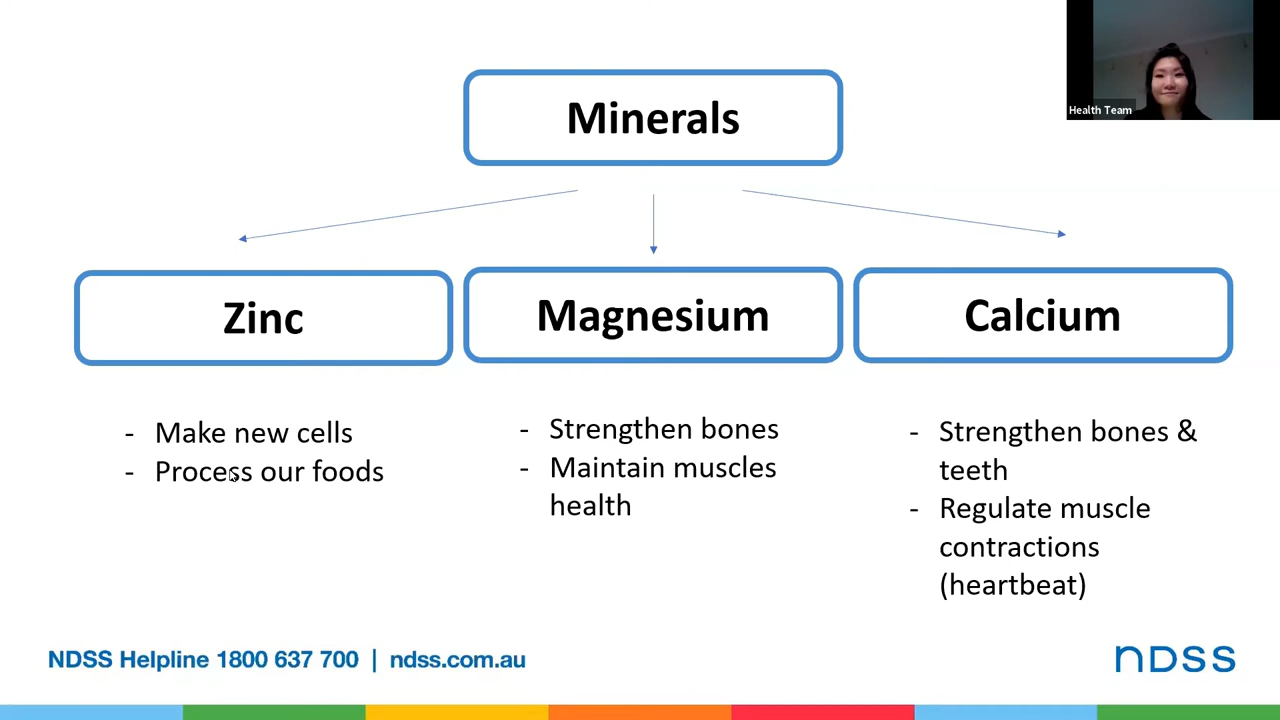 Minerals
Health Team
Zinc
Magnesium
Calcium
- Make new cells
- Process our foods
- Strengthen bones
- Maintain muscles
health
- Strengthen bones &
teeth
- Regulate muscle
contractions
(heartbeat)
NDSS Helpline 1800 637 700 | ndss.com.au
ndss